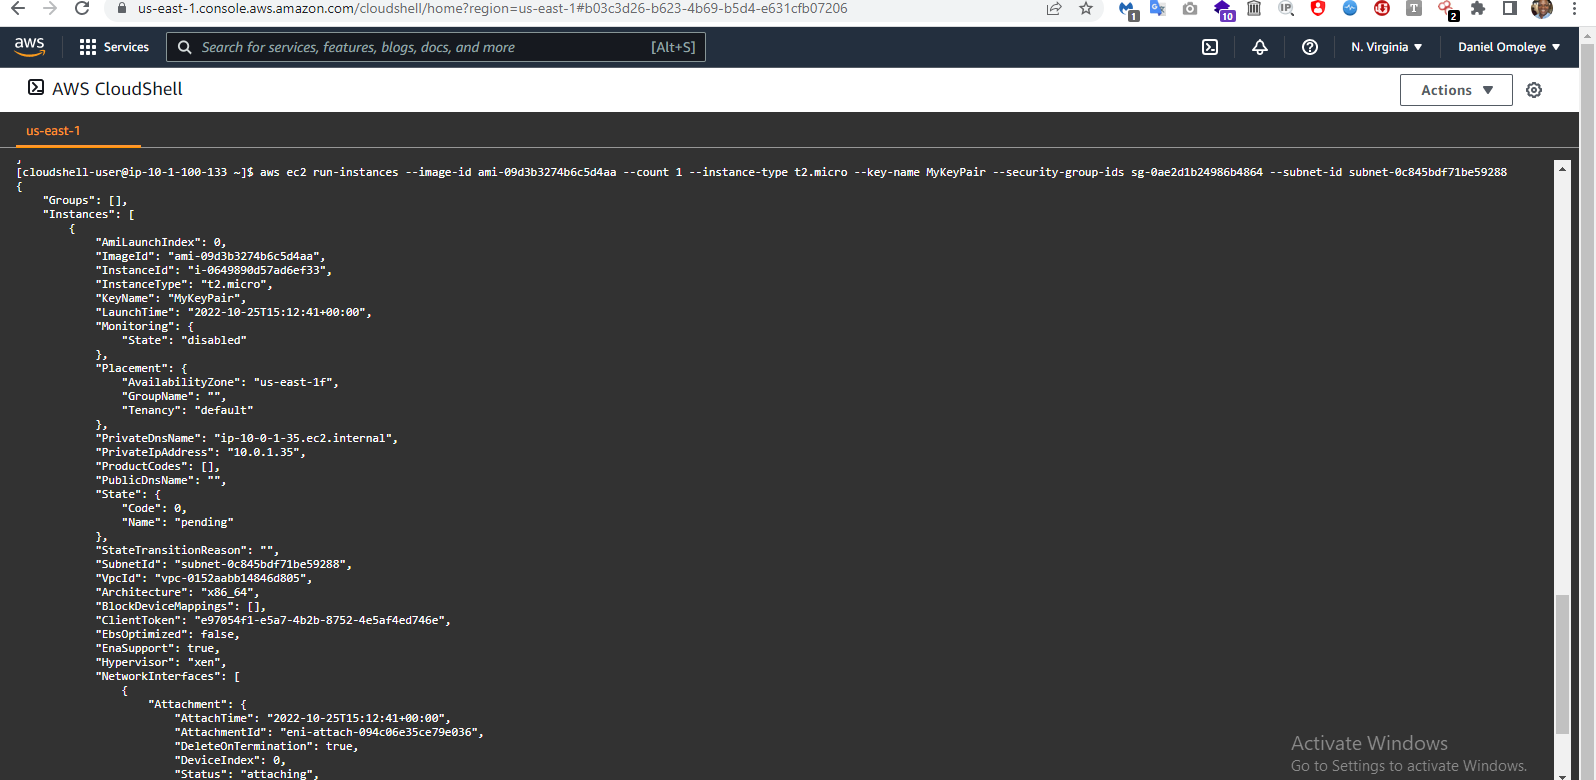 us-east-1.console.aws.amazon.com/cloudshell/home?region=us-east-1#b03c3d26-b623-4b69-b5d4-e631cfb07206
1
10
IP
T
2
aws
Services
Search for services, features, blogs, docs, and more
[Alt+S]
N. Virginia
Daniel Omoleye
AWS CloudShell
Actions
us-east-1
[cloudshell-user@ip-10-1-100-133 ~]$ aws ec2 run-instances --image-id ami-09d3b3274b6c5d4aa --count 1 --instance-type t2.micro --key-name MyKeyPair --security-group-ids sg-0ae2d1b24986b4864 --subnet-id subnet-0c845bdf71be59288
{
"Groups": [],
"Instances": [
{
"AmiLaunchIndex": 0,
"ImageId": "ami-09d3b3274b6c5d4aa",
"InstanceId": "i-0649890d57ad6ef33",
"InstanceType": "t2.micro",
"KeyName": "MyKeyPair",
"LaunchTime": "2022-10-25T15:12:41+00:00",
"Monitoring": {
"State": "disabled"
},
"Placement": {
"AvailabilityZone": "us-east-1f",
"GroupName": "",
"Tenancy": "default"
},
"PrivateDnsName": "ip-10-0-1-35.ec2.internal",
"PrivateIpAddress": "10.0.1.35",
"ProductCodes": [],
"PublicDnsName": "",
"State": {
"Code": 0,
"Name": "pending"
},
"StateTransitionReason": "",
"SubnetId": "subnet-0c845bdf71be59288",
"VpcId": "vpc-0152aabb14846d805",
"Architecture": "x86_64",
"BlockDeviceMappings": [],
"ClientToken": "e97054f1-e5a7-4b2b-8752-4e5af4ed746e",
"EbsOptimized": false,
"EnaSupport": true,
"Hypervisor": "xen",
"NetworkInterfaces": [
{
"Attachment": {
"AttachTime": "2022-10-25T15:12:41+00:00",
"AttachmentId": "eni-attach-094c06e35ce79e036",
"DeleteOnTermination": true,
"DeviceIndex": 0,
"Status": "attaching",
Activate Windows
Go to Settings to activate Windows.